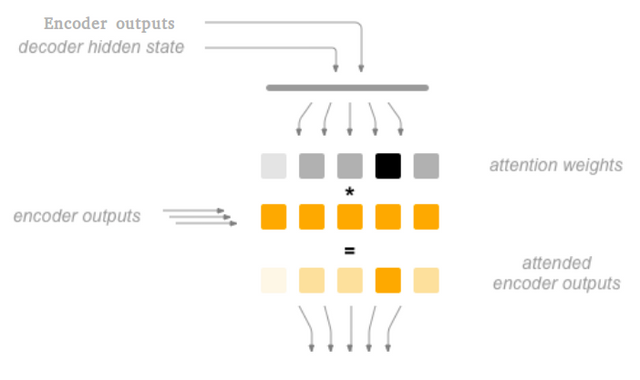 Encoder outputs
decoder hidden state
attention weights
*
encoder outputs
=
attended
encoder outputs